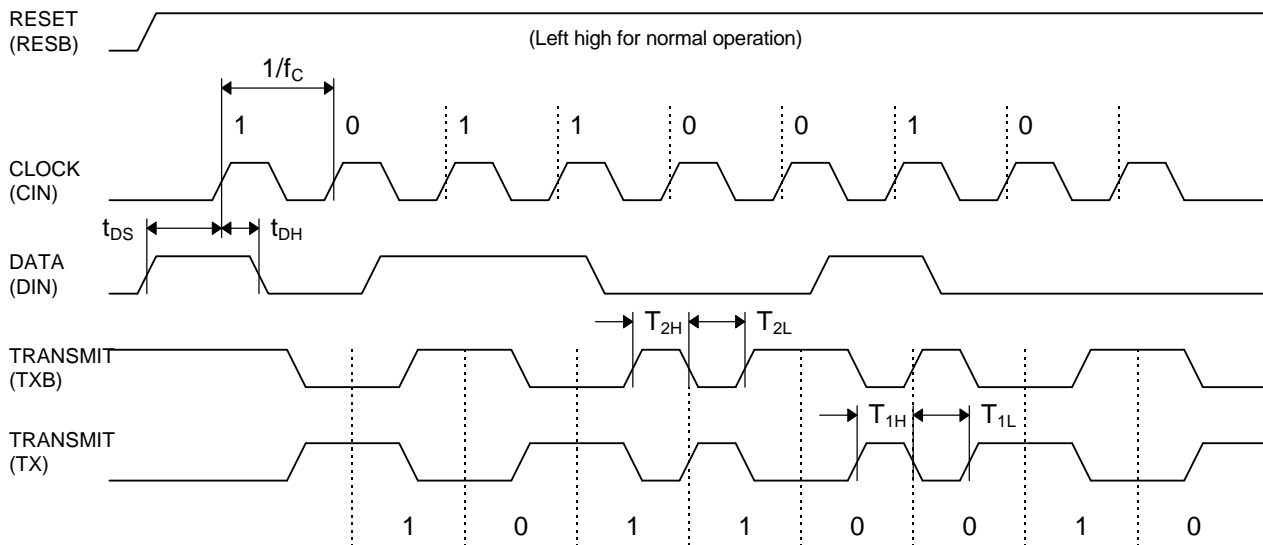 RESET
(RESB)
(Left high for normal operation)
1/fC
1 0 1 1 0 0 1 0
CLOCK
(CIN)
tDS tDH
DATA
(DIN)
T2H T2L
TRANSMIT
(TXB)
T1H T1L
TRANSMIT
(TX)
1 0 1 1 0 0 1 0